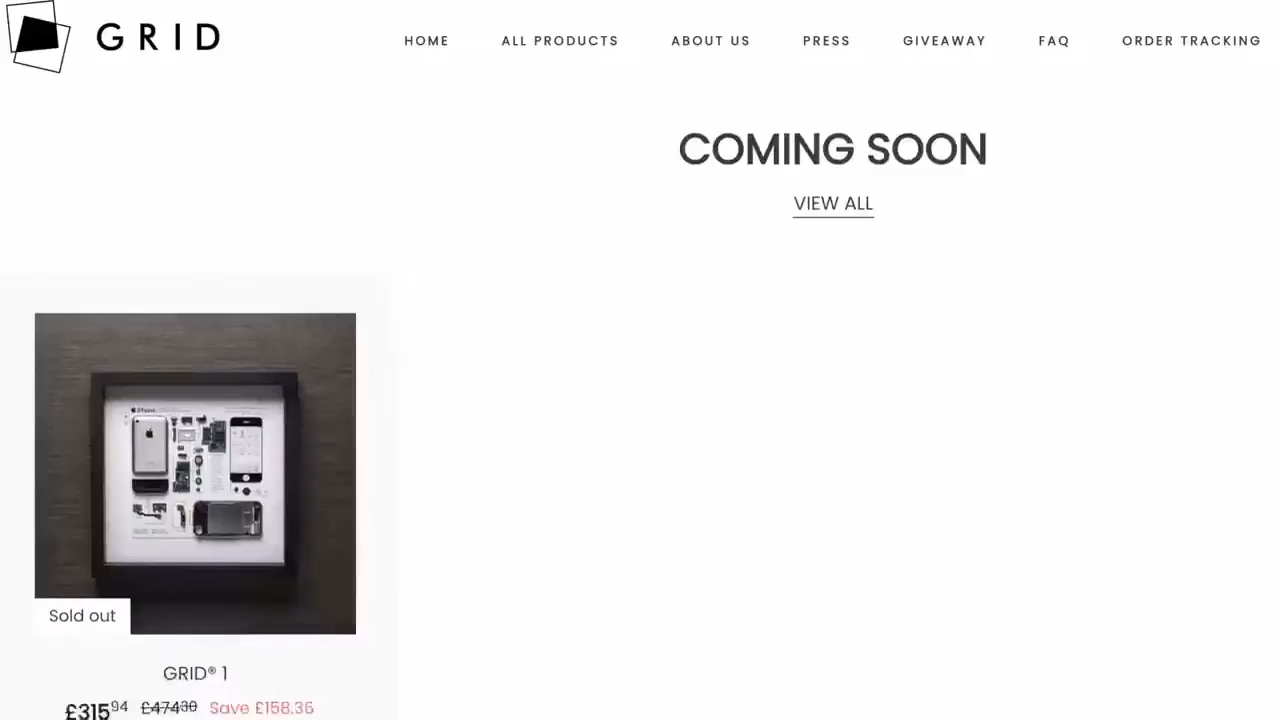 GRID
HOME ALL PRODUCTS ABOUT US PRESS GIVEAWAY FAQ ORDER TRACKING
COMING SOON
VIEW ALL
iPhone
Sold out
GRID® 1
£315.94 £474.30 Save £158.36